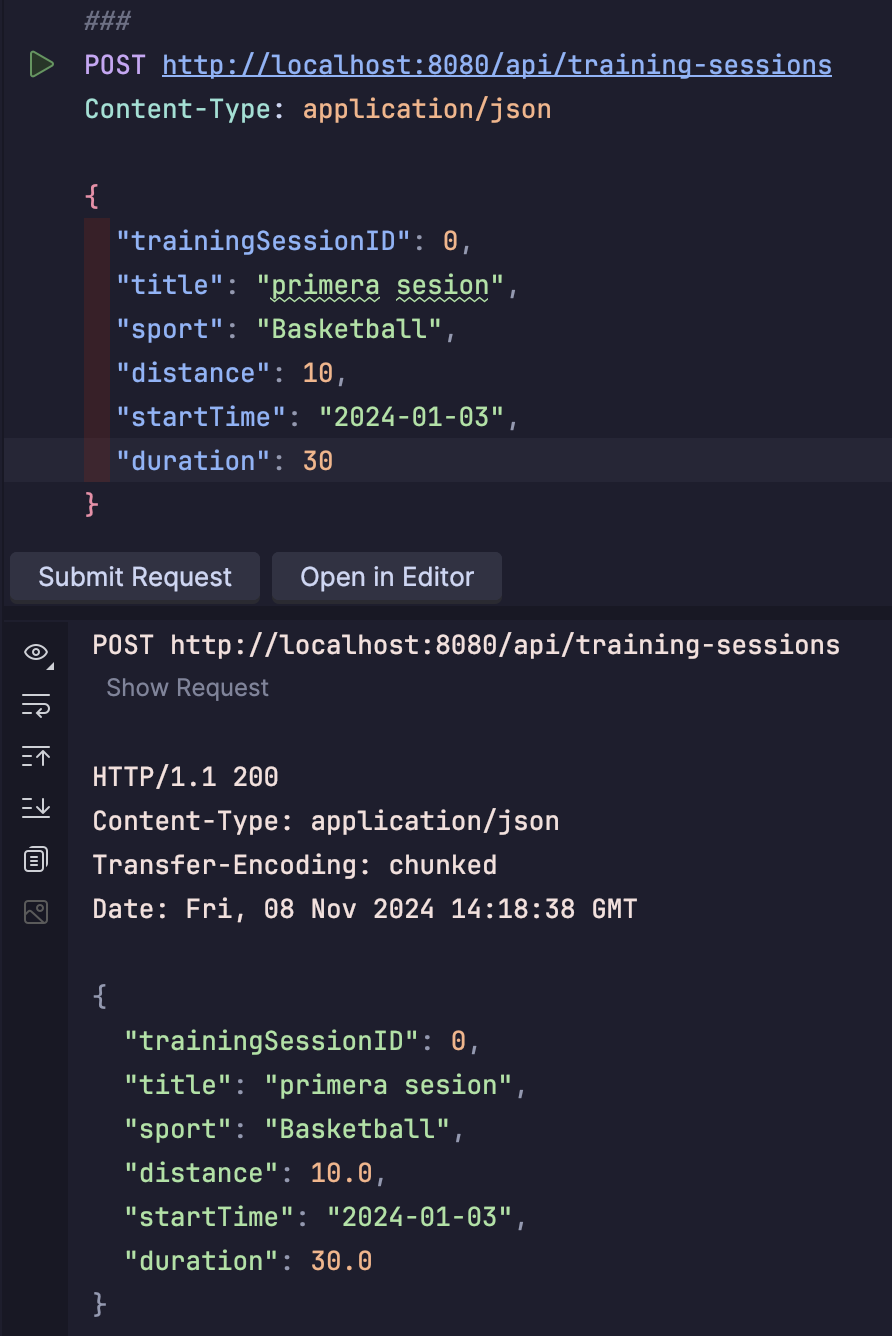 ###
POST http://localhost:8080/api/training-sessions
Content-Type: application/json
{
"trainingSessionID": 0,
"title": "primera sesion",
"sport": "Basketball",
"distance": 10,
"startTime": "2024-01-03",
"duration": 30
}
Submit Request Open in Editor
POST http://localhost:8080/api/training-sessions
Show Request
HTTP/1.1 200
Content-Type: application/json
Transfer-Encoding: chunked
Date: Fri, 08 Nov 2024 14:18:38 GMT
{
"trainingSessionID": 0,
"title": "primera sesion",
"sport": "Basketball",
"distance": 10.0,
"startTime": "2024-01-03",
"duration": 30.0
}